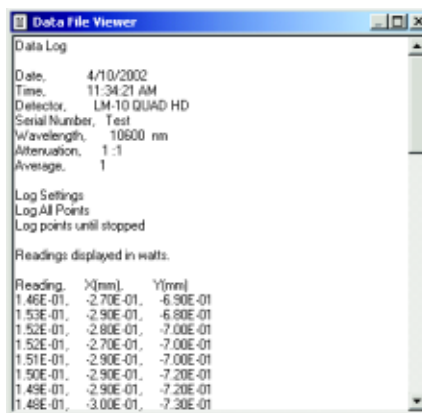 Data File Viewer
Data Log
Date, 4/10/2002
Time, 11:34:21 AM
Detector, LM-10 QUAD HD
Serial Number, Test
Wavelength, 10600 nm
Attenuation, 1:1
Average, 1
Log Settings
Log All Points
Log points until stopped
Readings displayed in watts.
Reading, X(mm), Y(mm)
1.46E-01, -2.70E-01, -6.90E-01
1.53E-01, -2.90E-01, -6.80E-01
1.52E-01, -2.80E-01, -7.00E-01
1.52E-01, -2.70E-01, -7.00E-01
1.51E-01, -2.90E-01, -7.00E-01
1.50E-01, -2.90E-01, -7.20E-01
1.49E-01, -2.90E-01, -7.20E-01
1.48E-01, -3.00E-01, -7.30E-01